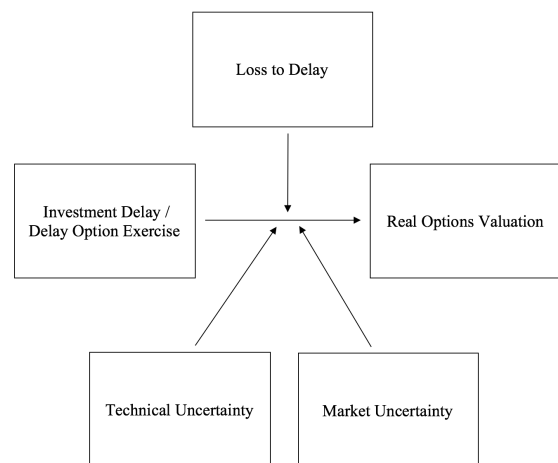 Loss to Delay
Investment Delay /
Delay Option Exercise
Real Options Valuation
Technical Uncertainty
Market Uncertainty